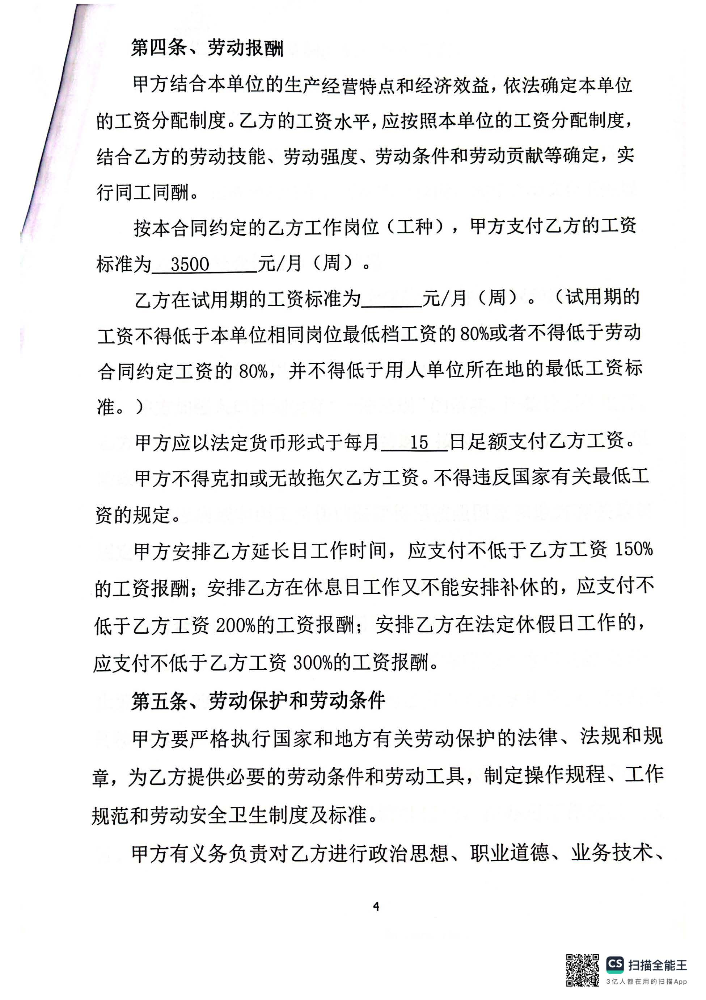 第四条、劳动报酬
甲方结合本单位的生产经营特点和经济效益，依法确定本单位
的工资分配制度。乙方的工资水平，应按照本单位的工资分配制度，
结合乙方的劳动技能、劳动强度、劳动条件和劳动贡献等确定，实
行同工同酬。
按本合同约定的乙方工作岗位（工种），甲方支付乙方的工资
标准为 3500 元/月（周）。
乙方在试用期的工资标准为______元/月（周）。（试用期的
工资不得低于本单位相同岗位最低档工资的 80%或者不得低于劳动
合同约定工资的 80%，并不得低于用人单位所在地的最低工资标
准。）
甲方应以法定货币形式于每月 15 日足额支付乙方工资。
甲方不得克扣或无故拖欠乙方工资。不得违反国家有关最低工
资的规定。
甲方安排乙方延长日工作时间，应支付不低于乙方工资 150%
的工资报酬；安排乙方在休息日工作又不能安排补休的，应支付不
低于乙方工资 200%的工资报酬；安排乙方在法定休假日工作的，
应支付不低于乙方工资 300%的工资报酬。
第五条、劳动保护和劳动条件
甲方要严格执行国家和地方有关劳动保护的法律、法规和规
章，为乙方提供必要的劳动条件和劳动工具，制定操作规程、工作
规范和劳动安全卫生制度及标准。
甲方有义务负责对乙方进行政治思想、职业道德、业务技术、
4
CS 扫描全能王
3亿人都在用的扫描App